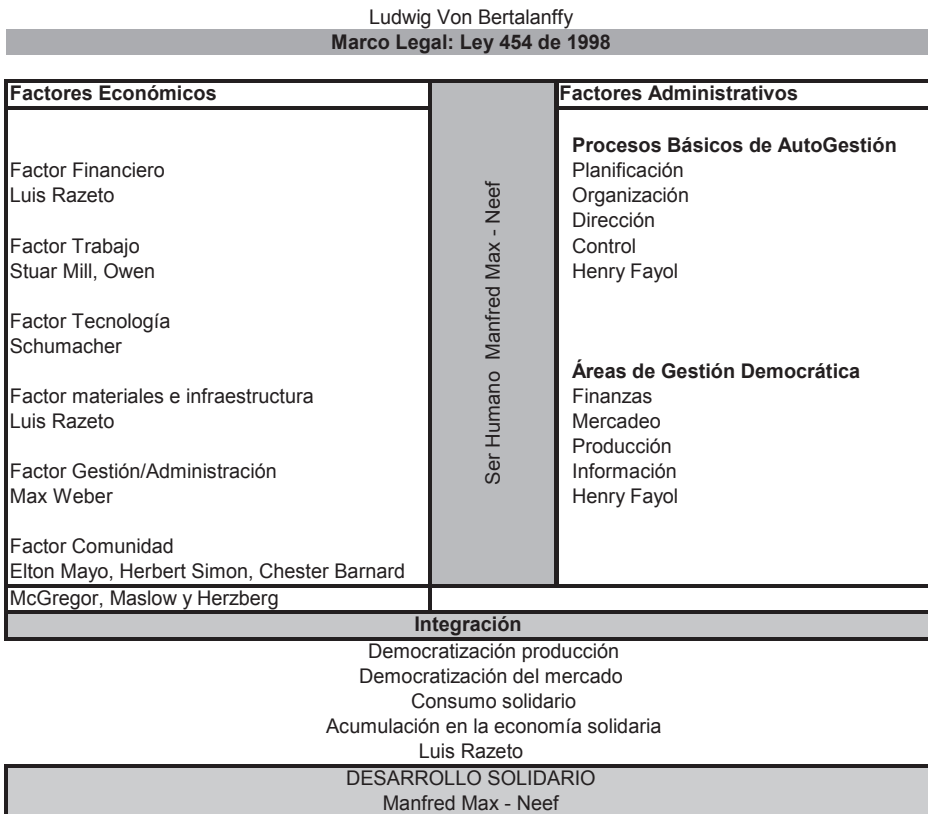 Ludwig Von Bertalanffy
Marco Legal: Ley 454 de 1998
Factores Económicos
Factor Financiero
Luis Razeto
Factor Trabajo
Stuar Mill, Owen
Factor Tecnología
Schumacher
Factor materiales e infraestructura
Luis Razeto
Factor Gestión/Administración
Max Weber
Factor Comunidad
Elton Mayo, Herbert Simon, Chester Barnard
McGregor, Maslow y Herzberg
Ser Humano Manfred Max - Neef
Factores Administrativos
Procesos Básicos de AutoGestión
Planificación
Organización
Dirección
Control
Henry Fayol
Áreas de Gestión Democrática
Finanzas
Mercadeo
Producción
Información
Henry Fayol
Integración
Democratización producción
Democratización del mercado
Consumo solidario
Acumulación en la economía solidaria
Luis Razeto
DESARROLLO SOLIDARIO
Manfred Max - Neef